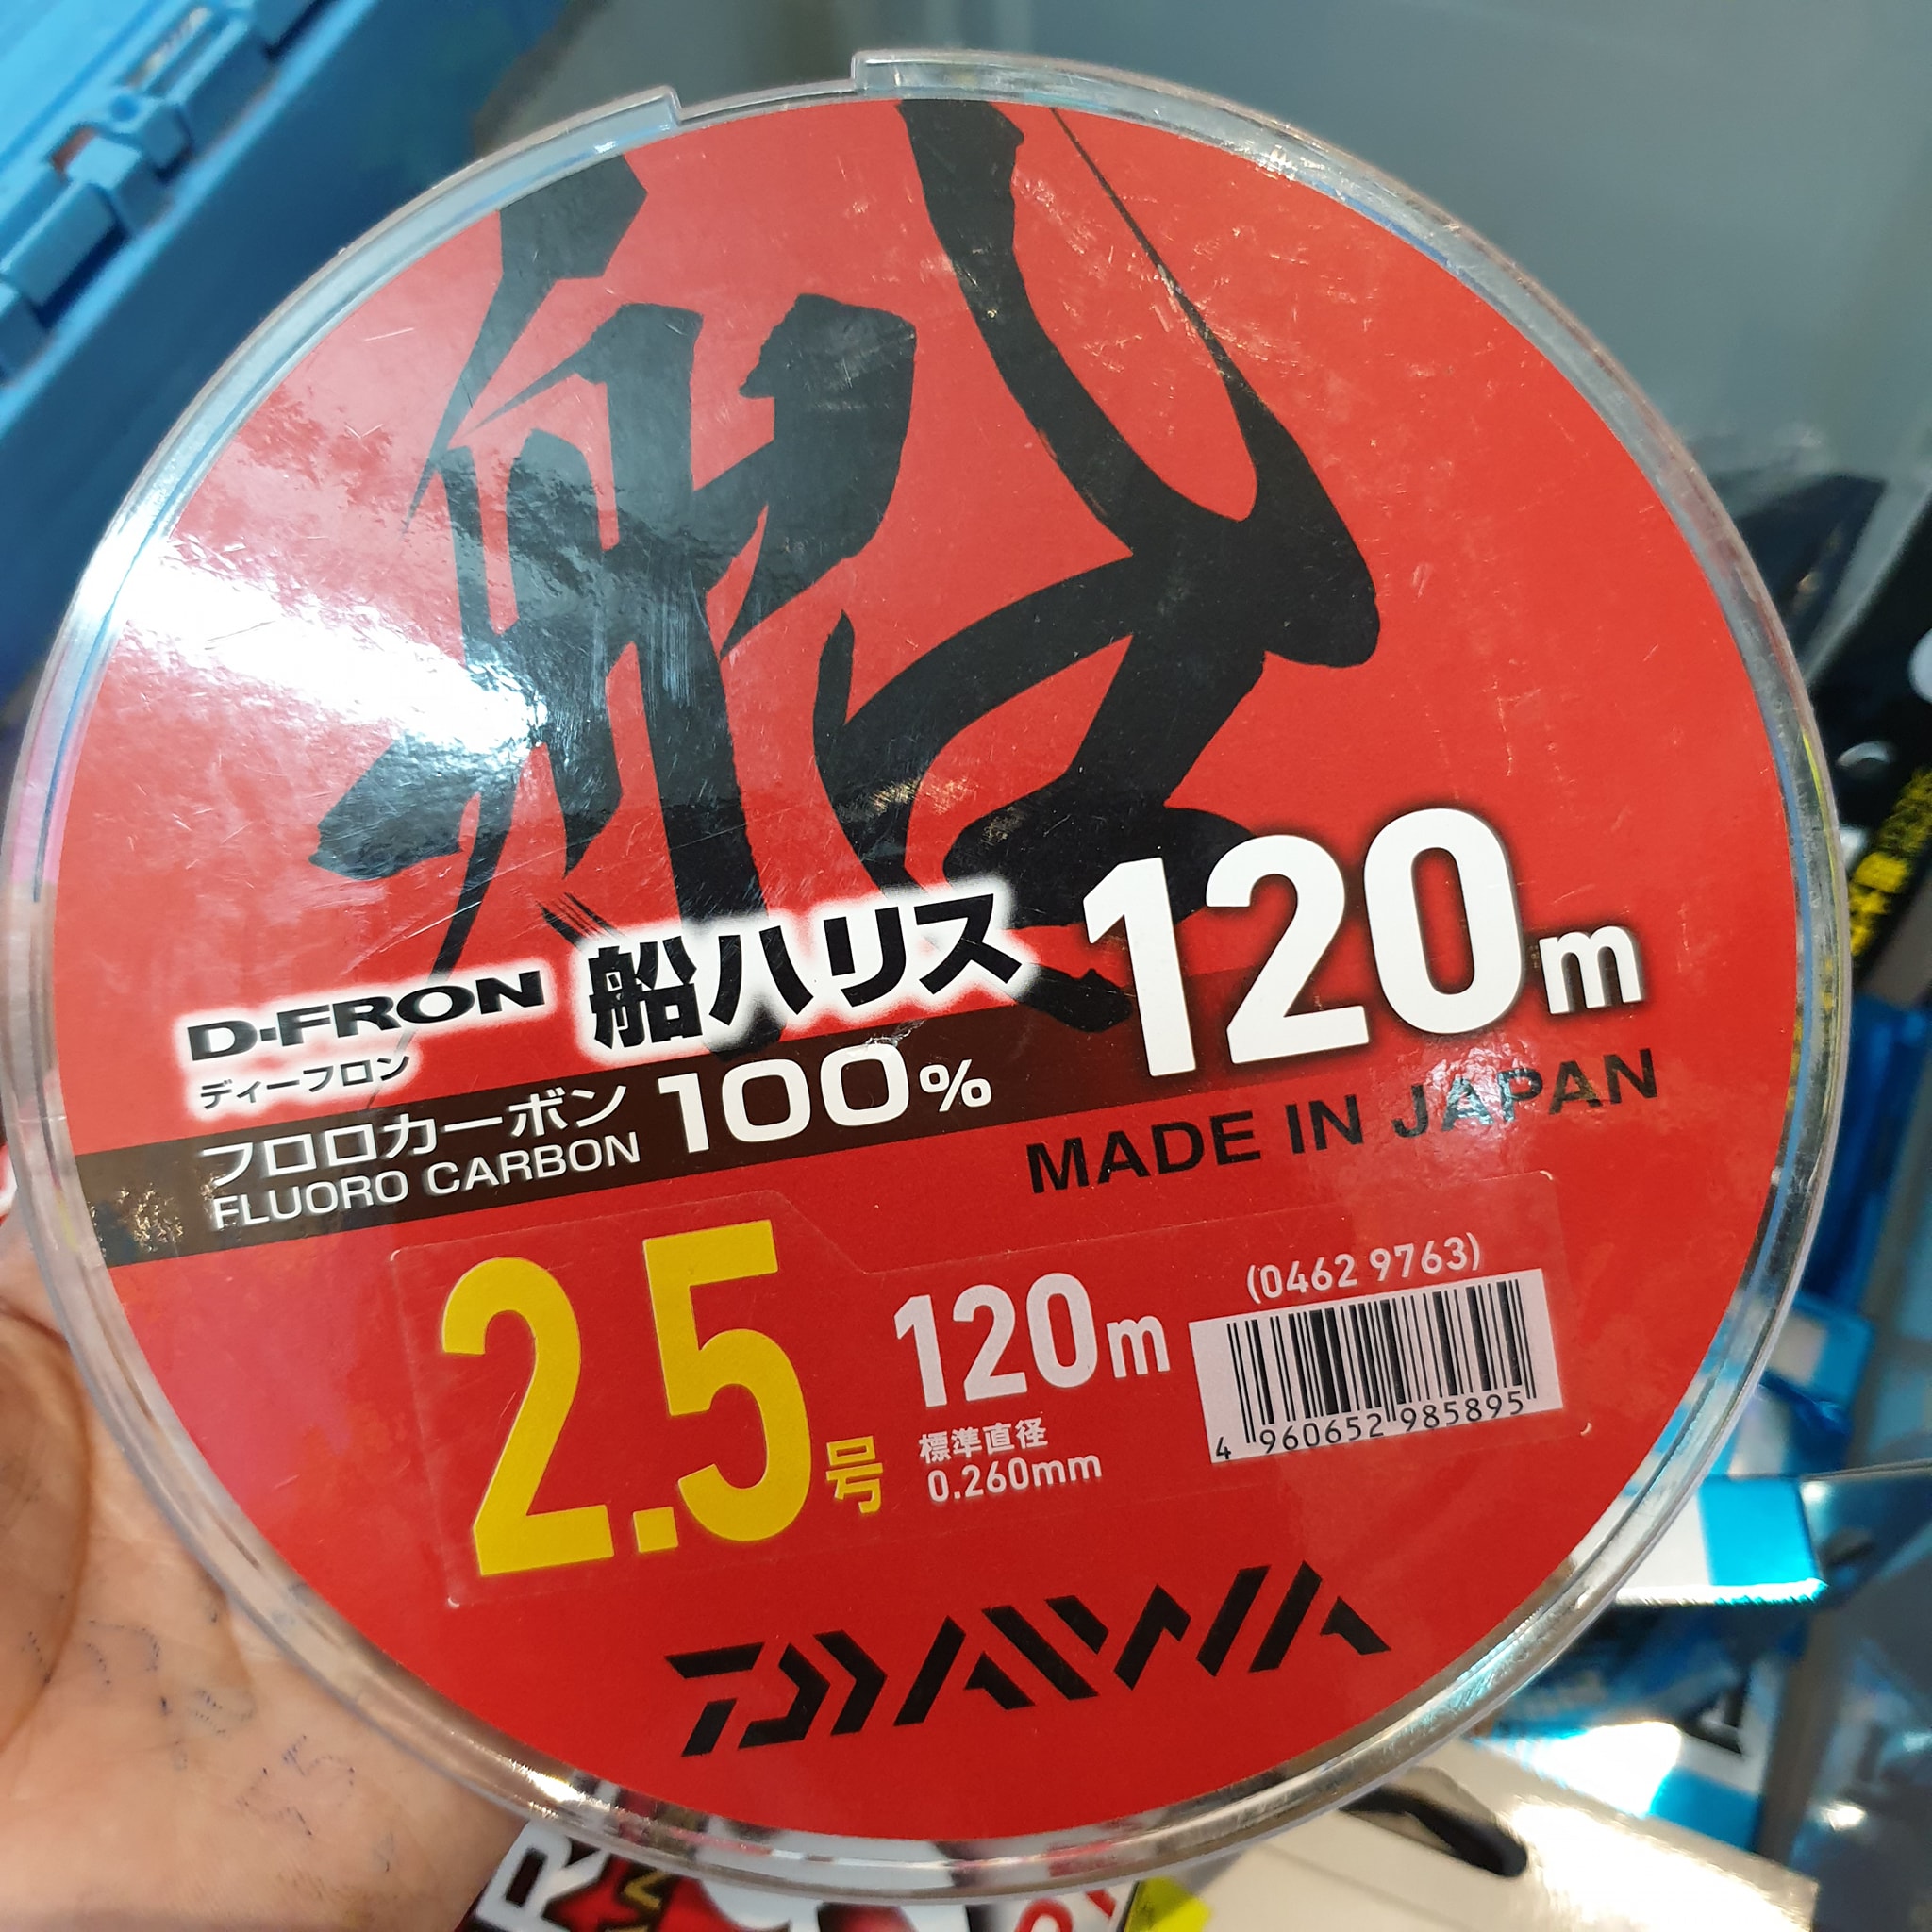 船
D-FRON 船ハリス 120m
ディーフロン
フロロカーボン 100%
FLUORO CARBON
MADE IN JAPAN
2.5号 120m
標準直径
0.260mm
(0462 9763)
4 960652 985895
DAIWA